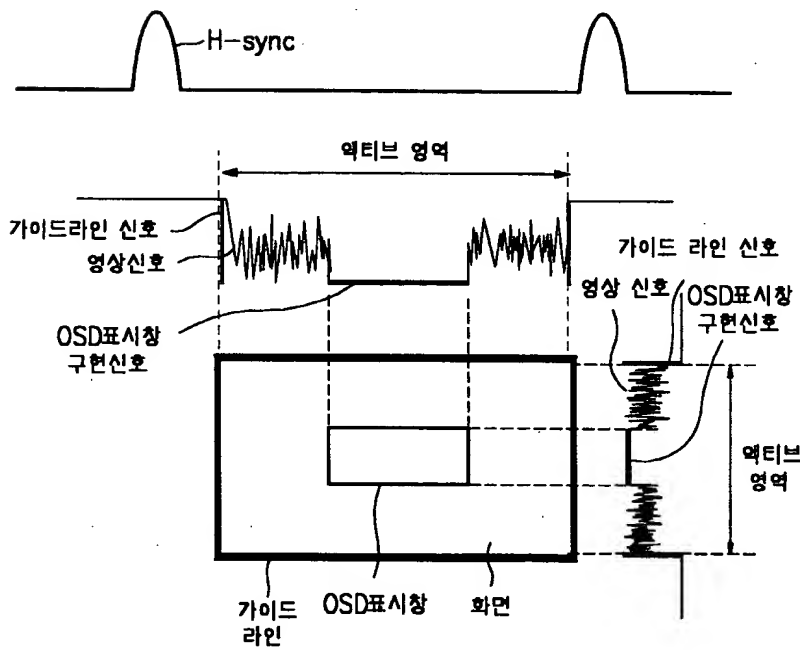 H-sync
액티브 영역
가이드라인 신호
영상신호
OSD표시창
구현신호
가이드 라인 신호
영상 신호
OSD표시창
구현신호
액티브
영역
가이드
라인
OSD표시창
화면